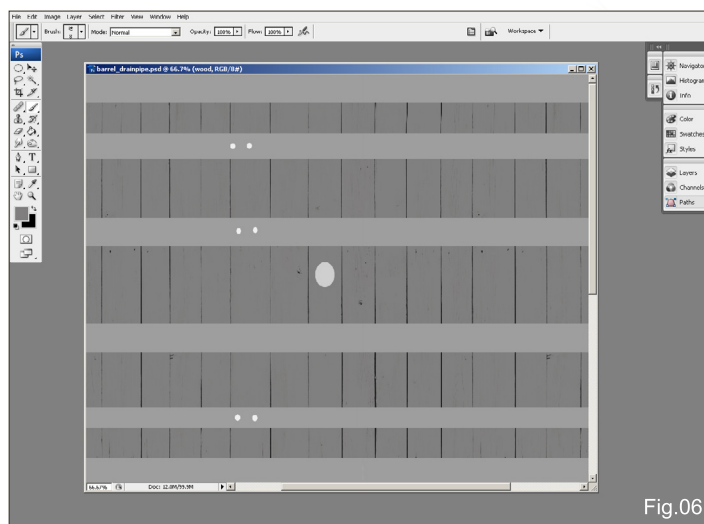 File Edit Image Layer Select Filter View Window Help
Brush: 9 Mode: Normal Opacity: 100% Flow: 100% Workspace
Ps
barrel_drainpipe.psd @ 66.7% (wood, RGB/8#)
Navigator
Histogram
Info
Color
Swatches
Styles
Layers
Channels
Paths
66.67% Doc: 12.0M/99.9M
Fig.06